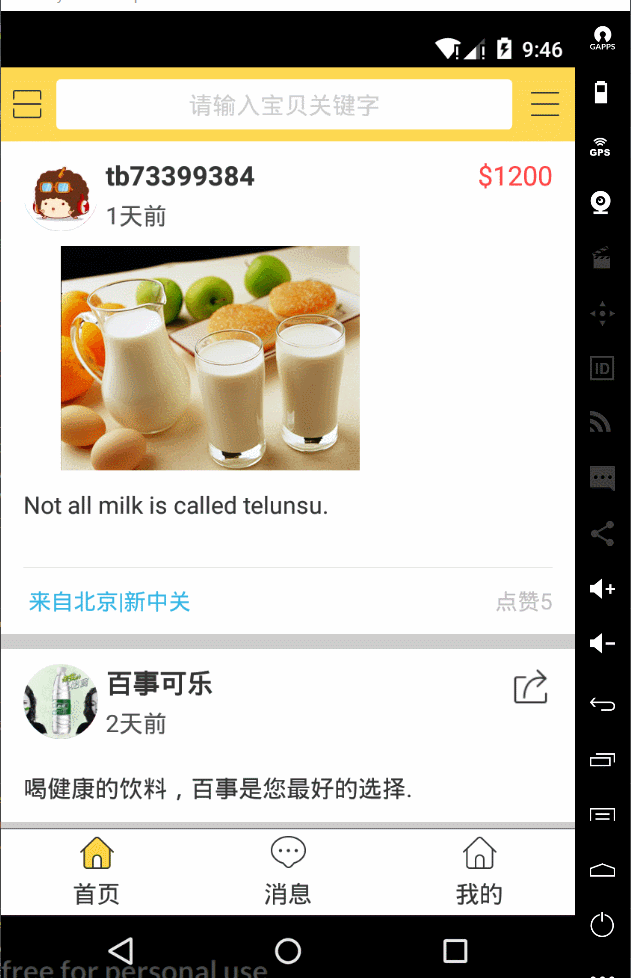 9:46
GAPPS
请输入宝贝关键字
tb73399384
$1200
1天前
GPS
ID
Not all milk is called telunsu.
来自北京|新中关
点赞5
百事可乐
2天前
喝健康的饮料，百事是您最好的选择.
首页
消息
我的
free for personal use